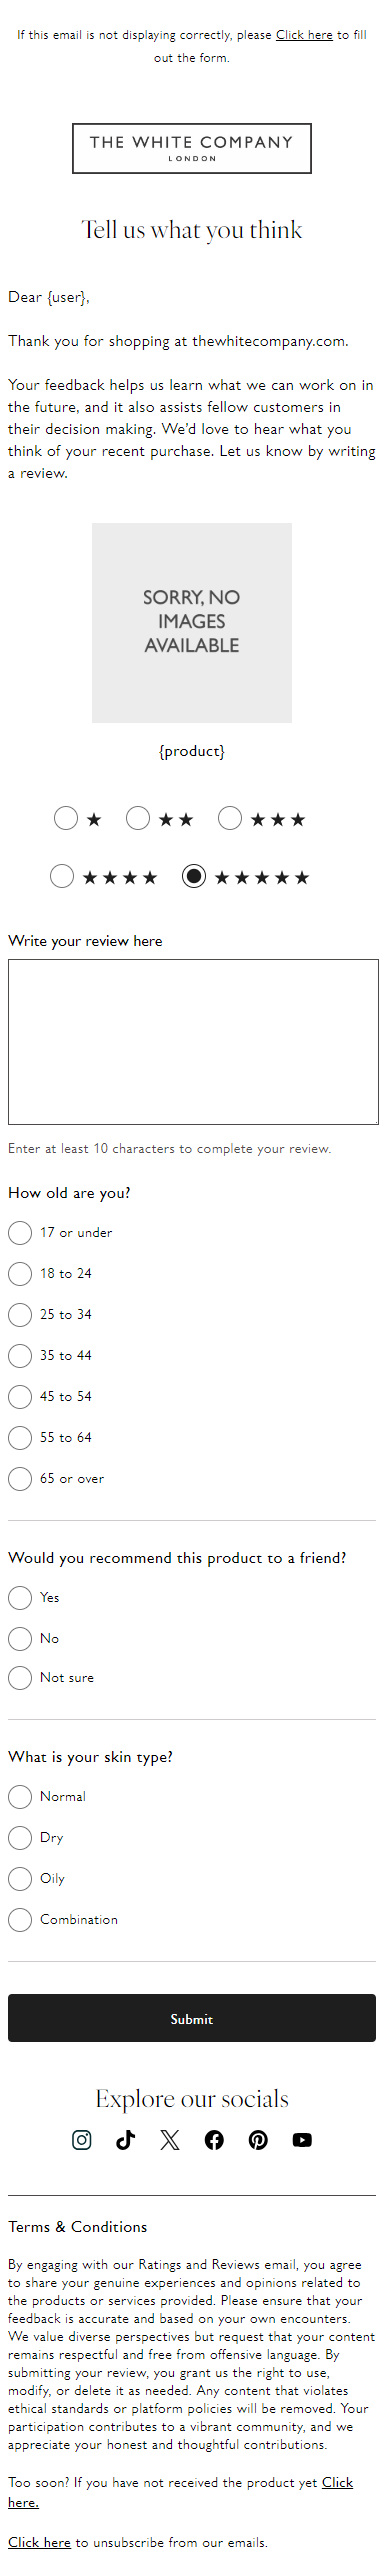 If this email is not displaying correctly, please Click here to fill
out the form.
THE WHITE COMPANY
LONDON
Tell us what you think
Dear {user},
Thank you for shopping at thewhitecompany.com.
Your feedback helps us learn what we can work on in
the future, and it also assists fellow customers in
their decision making. We'd love to hear what you
think of your recent purchase. Let us know by writing
a review.
SORRY, NO
IMAGES
AVAILABLE
{product}
Write your review here
Enter at least 10 characters to complete your review.
How old are you?
17 or under
18 to 24
25 to 34
35 to 44
45 to 54
55 to 64
65 or over
Would you recommend this product to a friend?
Yes
No
Not sure
What is your skin type?
Normal
Dry
Oily
Combination
Submit
Explore our socials
Terms & Conditions
By engaging with our Ratings and Reviews email, you agree
to share your genuine experiences and opinions related to
the products or services provided. Please ensure that your
feedback is accurate and based on your own encounters.
We value diverse perspectives but request that your content
remains respectful and free from offensive language. By
submitting your review, you grant us the right to use,
modify, or delete it as needed. Any content that violates
ethical standards or platform policies will be removed. Your
participation contributes to a vibrant community, and we
appreciate your honest and thoughtful contributions.
Too soon? If you have not received the product yet Click
here.
Click here to unsubscribe from our emails.